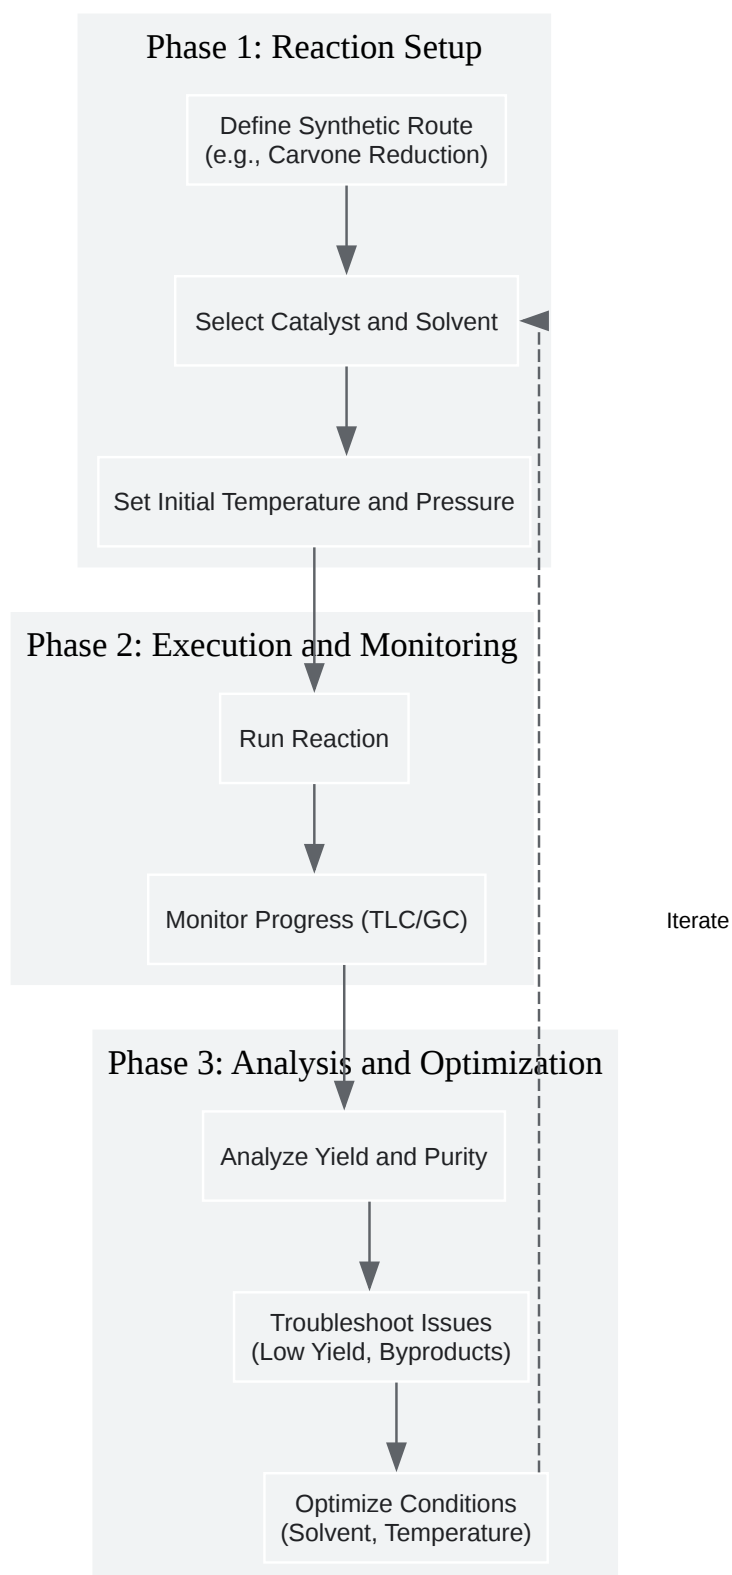 Phase 1: Reaction Setup
Define Synthetic Route
(e.g., Carvone Reduction)
Select Catalyst and Solvent
Set Initial Temperature and Pressure
Phase 2: Execution and Monitoring
Run Reaction
Monitor Progress (TLC/GC)
Iterate
Phase 3: Analysis and Optimization
Analyze Yield and Purity
Troubleshoot Issues
(Low Yield, Byproducts)
Optimize Conditions
(Solvent, Temperature)